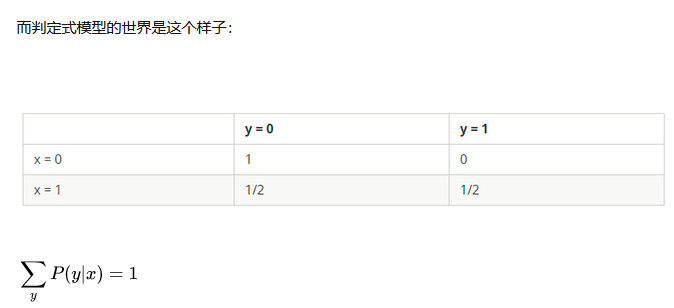 而判定式模型的世界是这个样子：
y = 0 y = 1
x = 0 1 0
x = 1 1/2 1/2
∑_y P(y|x) = 1